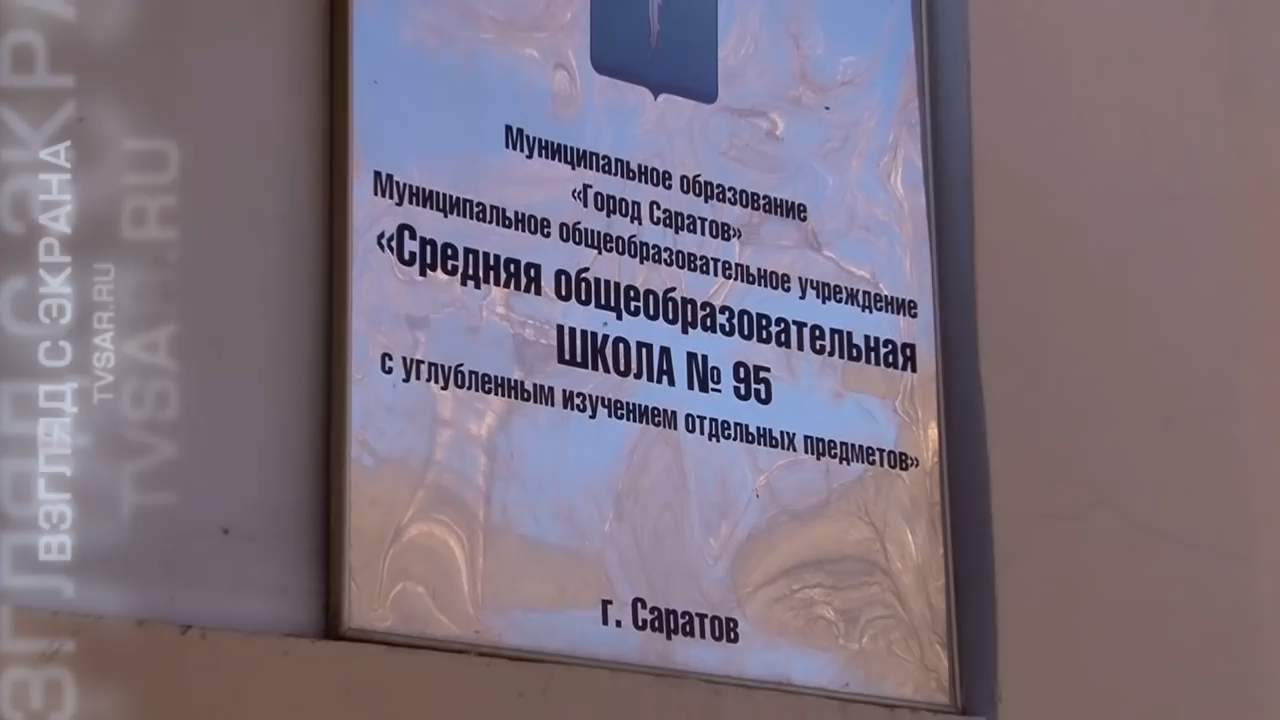 Муниципальное образование
«Город Саратов»
Муниципальное общеобразовательное учреждение
«Средняя общеобразовательная
ШКОЛА № 95
с углубленным изучением отдельных предметов»
г. Саратов
ВЗГЛЯД С ЭКРАНА
TVSAR.RU